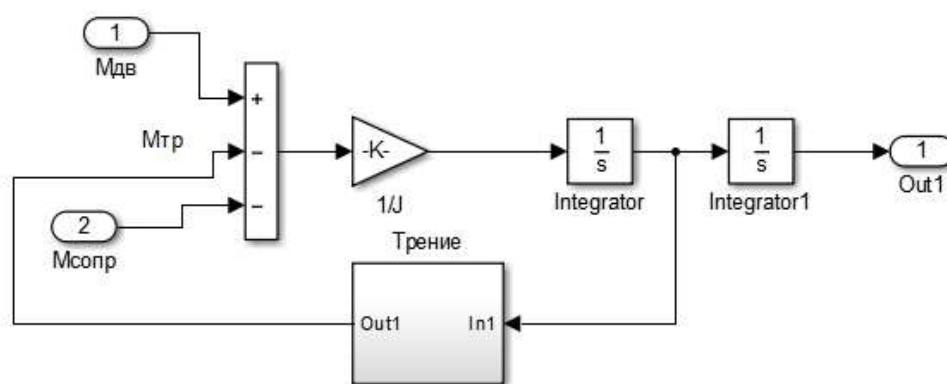 1
Мдв
+
Мтр
−
2
−
Мсопр
-K-
1/J
1
s
Integrator
1
s
Integrator1
1
Out1
Трение
Out1
In1